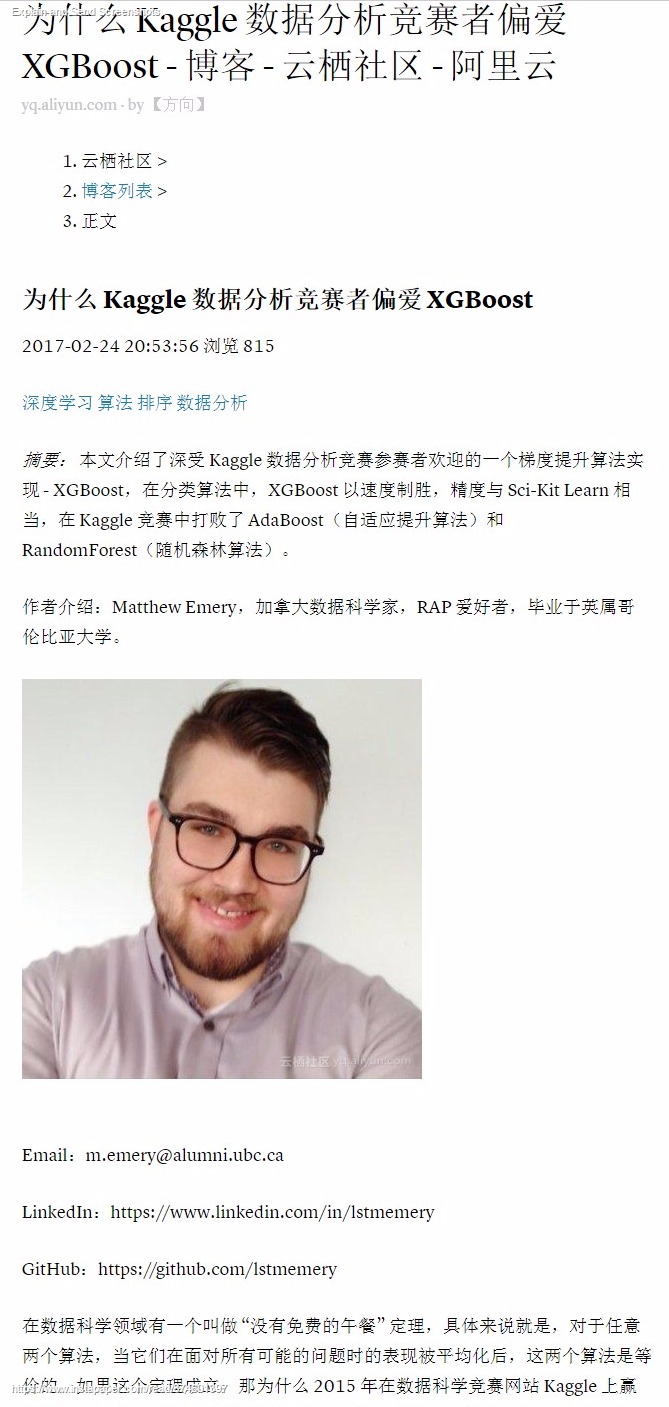 Explain and Send Screenshots
为什么 Kaggle 数据分析竞赛者偏爱
XGBoost - 博客 - 云栖社区 - 阿里云
yq.aliyun.com · by 【方向】
1. 云栖社区 >
2. 博客列表 >
3. 正文
为什么 Kaggle 数据分析竞赛者偏爱 XGBoost
2017-02-24 20:53:56 浏览 815
深度学习 算法 排序 数据分析
摘要： 本文介绍了深受 Kaggle 数据分析竞赛参赛者欢迎的一个梯度提升算法实
现 - XGBoost，在分类算法中，XGBoost 以速度制胜，精度与 Sci-Kit Learn 相
当，在 Kaggle 竞赛中打败了 AdaBoost（自适应提升算法）和
RandomForest（随机森林算法）。
作者介绍：Matthew Emery，加拿大数据科学家，RAP 爱好者，毕业于英属哥
伦比亚大学。
云栖社区 yq.aliyun.com
Email：m.emery@alumni.ubc.ca
LinkedIn：https://www.linkedin.com/in/lstmemery
GitHub：https://github.com/lstmemery
在数据科学领域有一个叫做 “没有免费的午餐” 定理，具体来说就是，对于任意
两个算法，当它们在面对所有可能的问题时的表现被平均化后，这两个算法是等
价的。如果这个定理成立，那为什么 2015 年在数据科学竞赛网站 Kaggle 上赢